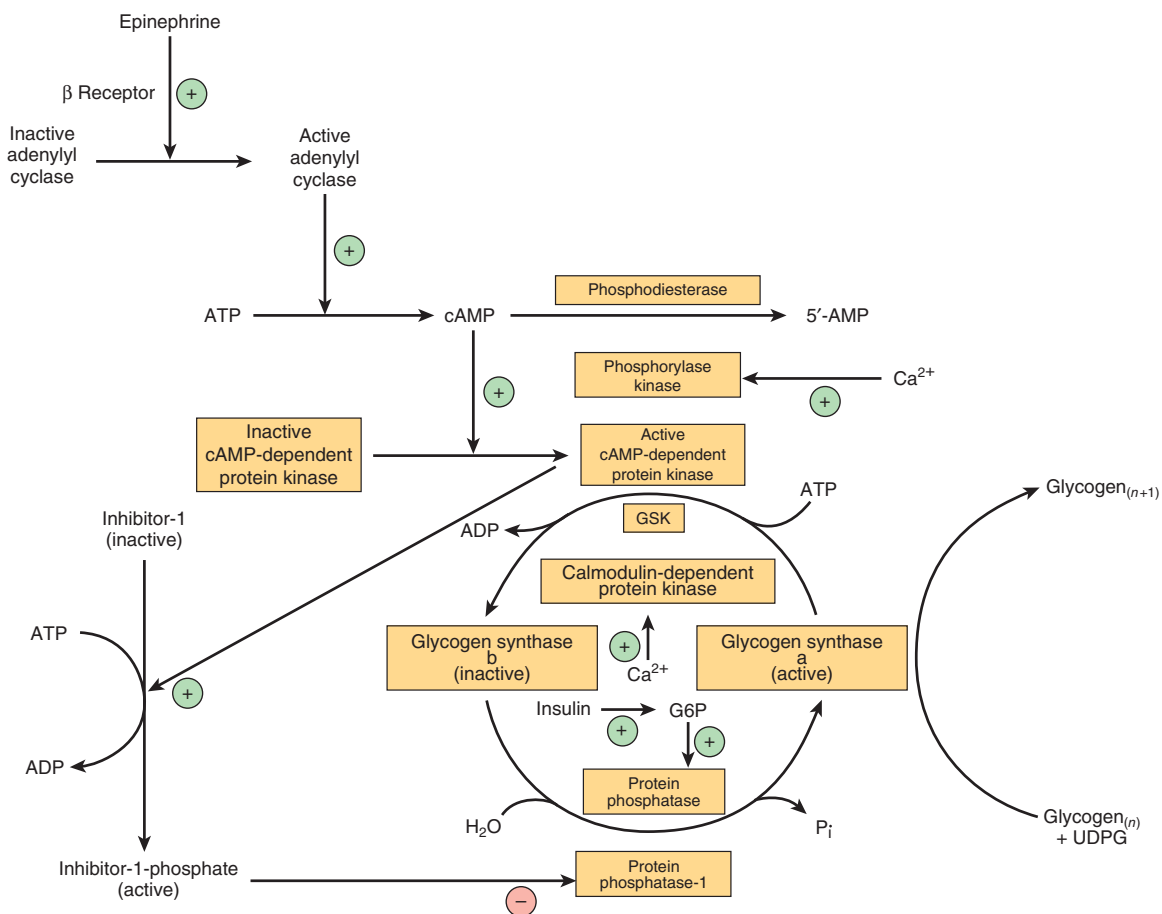 Epinephrine
β Receptor
+
Inactive
adenylyl
cyclase
Active
adenylyl
cyclase
+
Phosphodiesterase
ATP
cAMP
5′-AMP
Phosphorylase
kinase
Ca2+
+
+
Inactive
cAMP-dependent
protein kinase
Active
cAMP-dependent
protein kinase
ATP
Glycogen(n+1)
GSK
ADP
Inhibitor-1
(inactive)
Calmodulin-dependent
protein kinase
ATP
Glycogen synthase
b
(inactive)
+
Ca2+
Glycogen synthase
a
(active)
+
Insulin
+
G6P
+
ADP
Protein
phosphatase
H2O
Pi
Glycogen(n)
+ UDPG
Inhibitor-1-phosphate
(active)
−
Protein
phosphatase-1